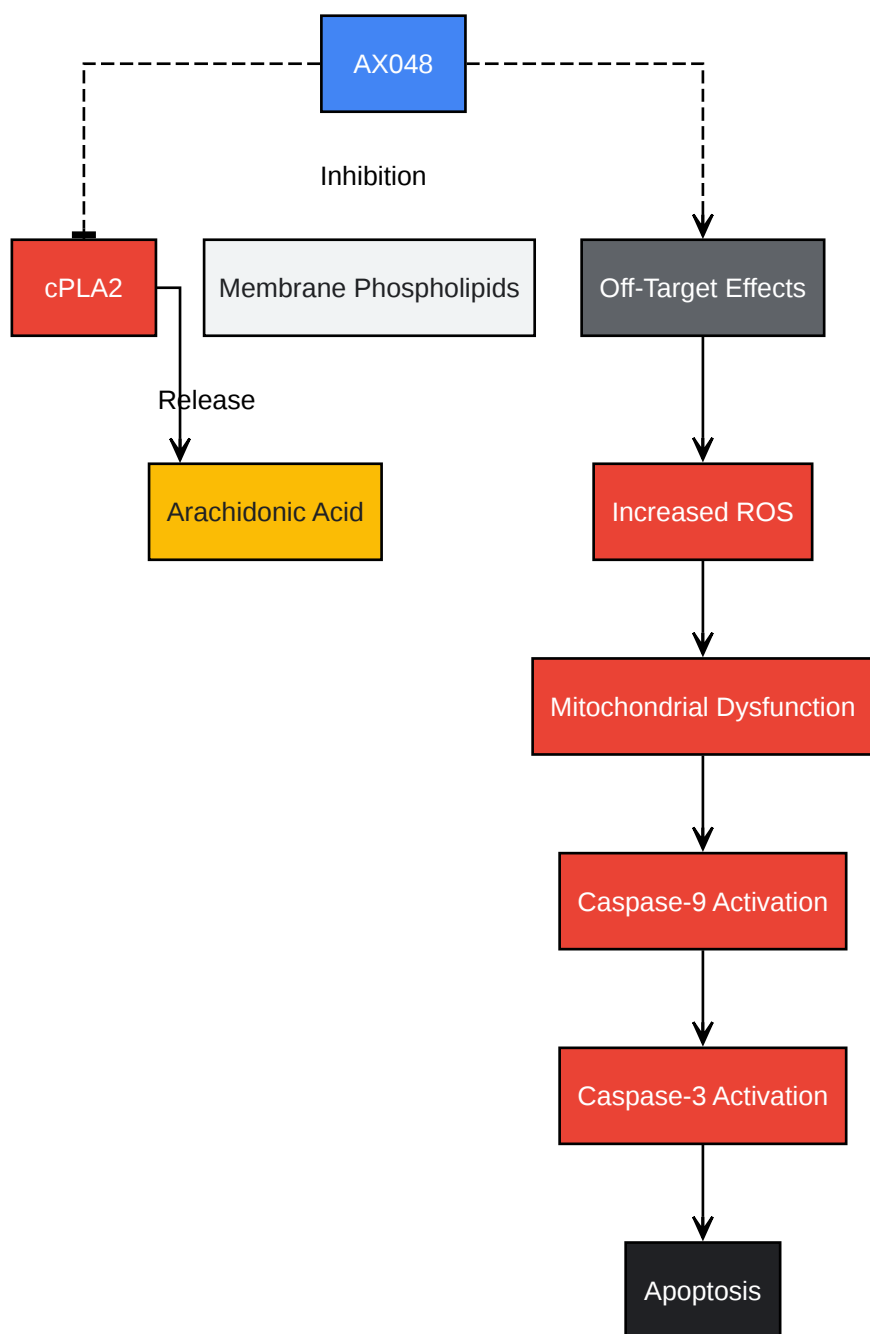 AX048
Inhibition
cPLA2
Membrane Phospholipids
Off-Target Effects
Release
Arachidonic Acid
Increased ROS
Mitochondrial Dysfunction
Caspase-9 Activation
Caspase-3 Activation
Apoptosis